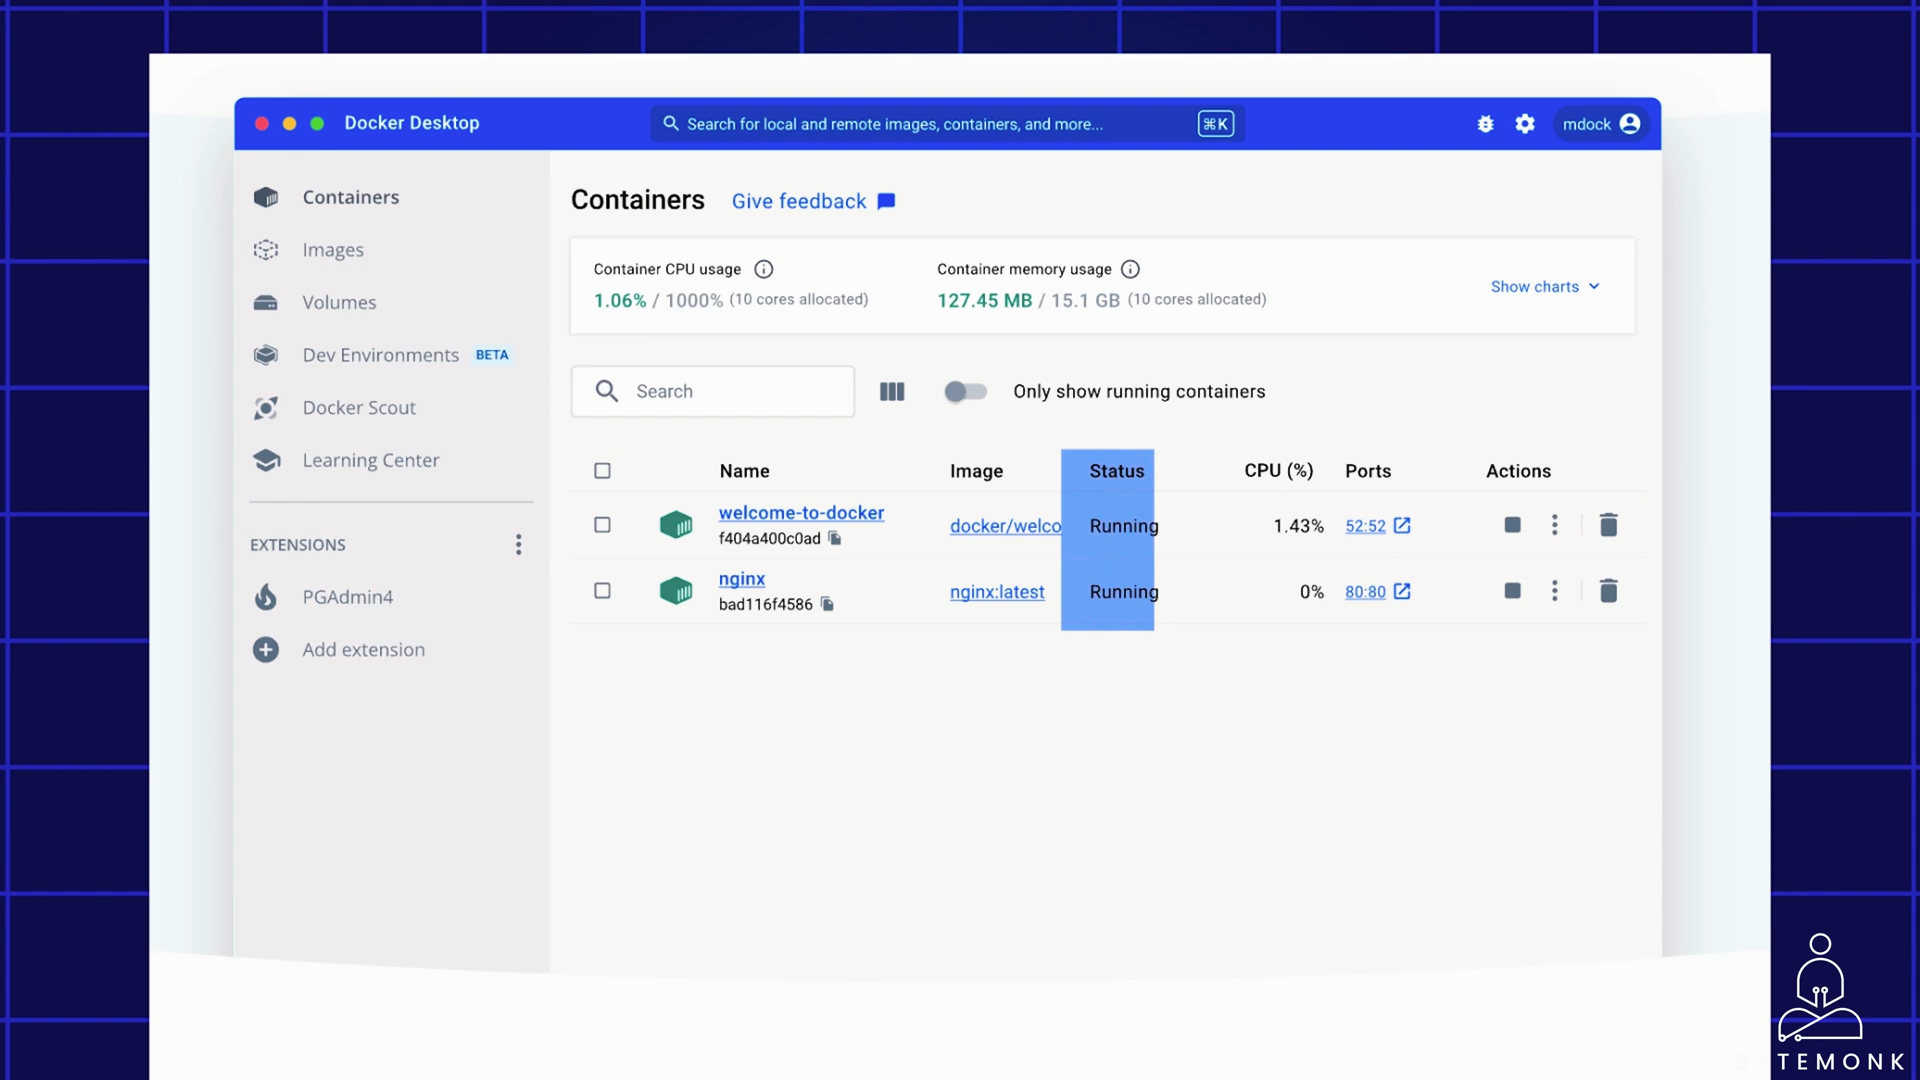 Docker Desktop
Search for local and remote images, containers, and more...
⌘K
mdock
Containers
Images
Volumes
Dev Environments BETA
Docker Scout
Learning Center
EXTENSIONS
PGAdmin4
Add extension
Containers Give feedback
Container CPU usage
1.06% / 1000% (10 cores allocated)
Container memory usage
127.45 MB / 15.1 GB (10 cores allocated)
Show charts
Search
Only show running containers
Name Image Status CPU (%) Ports Actions
welcome-to-docker docker/welco Running 1.43% 52:52
f404a400c0ad
nginx nginx:latest Running 0% 80:80
bad116f4586
TEMONK